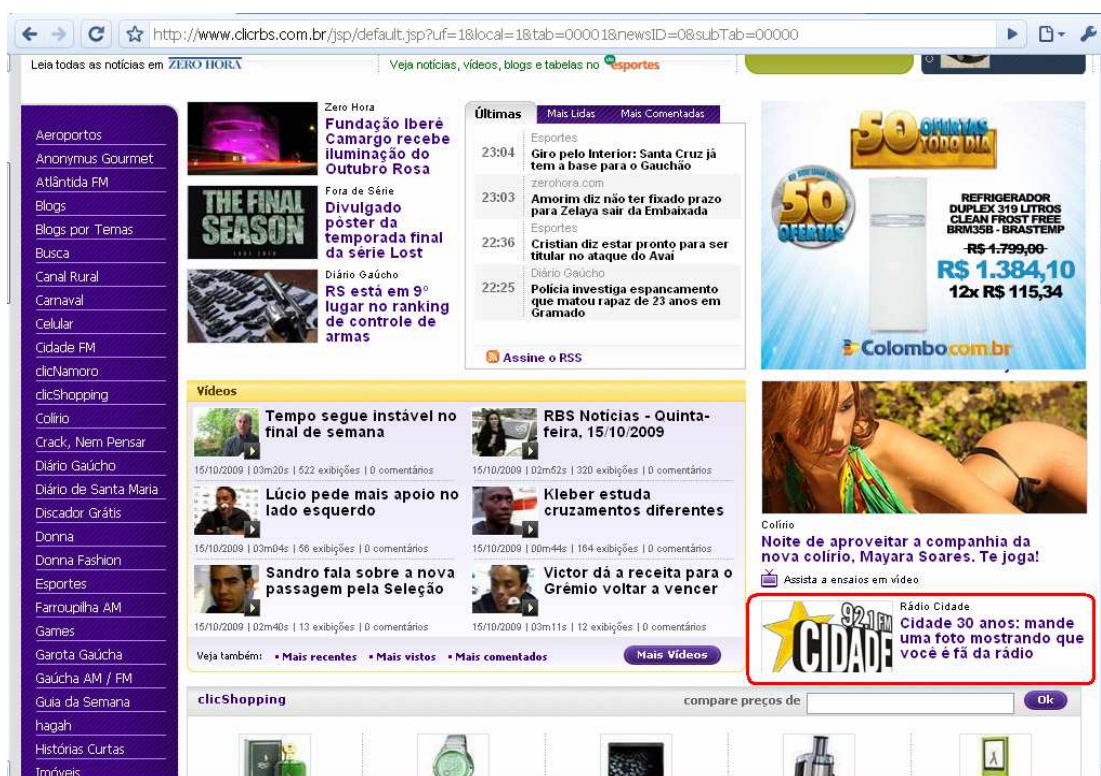 http://www.clicrbs.com.br/jsp/default.jsp?uf=1&local=1&tab=00001&newsID=0&subTab=00000
Leia todas as notícias em ZERO HORA
Veja notícias, vídeos, blogs e tabelas no esportes
Aeroportos
Anonymus Gourmet
Atlântida FM
Blogs
Blogs por Temas
Busca
Canal Rural
Carnaval
Celular
Cidade FM
clicNamoro
clicShopping
Colírio
Crack, Nem Pensar
Diário Gaúcho
Diário de Santa Maria
Discador Grátis
Donna
Donna Fashion
Esportes
Farroupilha AM
Games
Garota Gaúcha
Gaúcha AM / FM
Guia da Semana
hagah
Histórias Curtas
Imóveis
Zero Hora
Fundação Iberê
Camargo recebe
iluminação do
Outubro Rosa
THE FINAL
SEASON
Fora de Série
Divulgado
pôster da
temporada final
da série Lost
Diário Gaúcho
RS está em 9º
lugar no ranking
de controle de
armas
Últimas
Mais Lidas
Mais Comentadas
Esportes
23:04 Giro pelo Interior: Santa Cruz já
tem a base para o Gauchão
zerohora.com
23:03 Amorim diz não ter fixado prazo
para Zelaya sair da Embaixada
Esportes
22:36 Cristian diz estar pronto para ser
titular no ataque do Avaí
Diário Gaúcho
22:25 Polícia investiga espancamento
que matou rapaz de 23 anos em
Gramado
Assine o RSS
50 OFERTAS
TODO DIA
50
OFERTAS
REFRIGERADOR
DUPLEX 319 LITROS
CLEAN FROST FREE
BRM35B - BRASTEMP
R$ 1.799,00
R$ 1.384,10
12x R$ 115,34
Colombo.com.br
Vídeos
Tempo segue instável no
final de semana
15/10/2009 | 03m20s | 522 exibições | 0 comentários
RBS Notícias - Quinta-
feira, 15/10/2009
15/10/2009 | 02m52s | 320 exibições | 0 comentários
Lúcio pede mais apoio no
lado esquerdo
15/10/2009 | 03m04s | 56 exibições | 0 comentários
Kleber estuda
cruzamentos diferentes
15/10/2009 | 00m44s | 164 exibições | 0 comentários
Sandro fala sobre a nova
passagem pela Seleção
15/10/2009 | 02m40s | 13 exibições | 0 comentários
Victor dá a receita para o
Grêmio voltar a vencer
15/10/2009 | 03m11s | 12 exibições | 0 comentários
Veja também: Mais recentes Mais vistos Mais comentados
Mais Vídeos
Colírio
Noite de aproveitar a companhia da
nova colírio, Mayara Soares. Te joga!
Assista a ensaios em vídeo
92.1 FM
CIDADE
Rádio Cidade
Cidade 30 anos: mande
uma foto mostrando que
você é fã da rádio
clicShopping
compare preços de
Ok